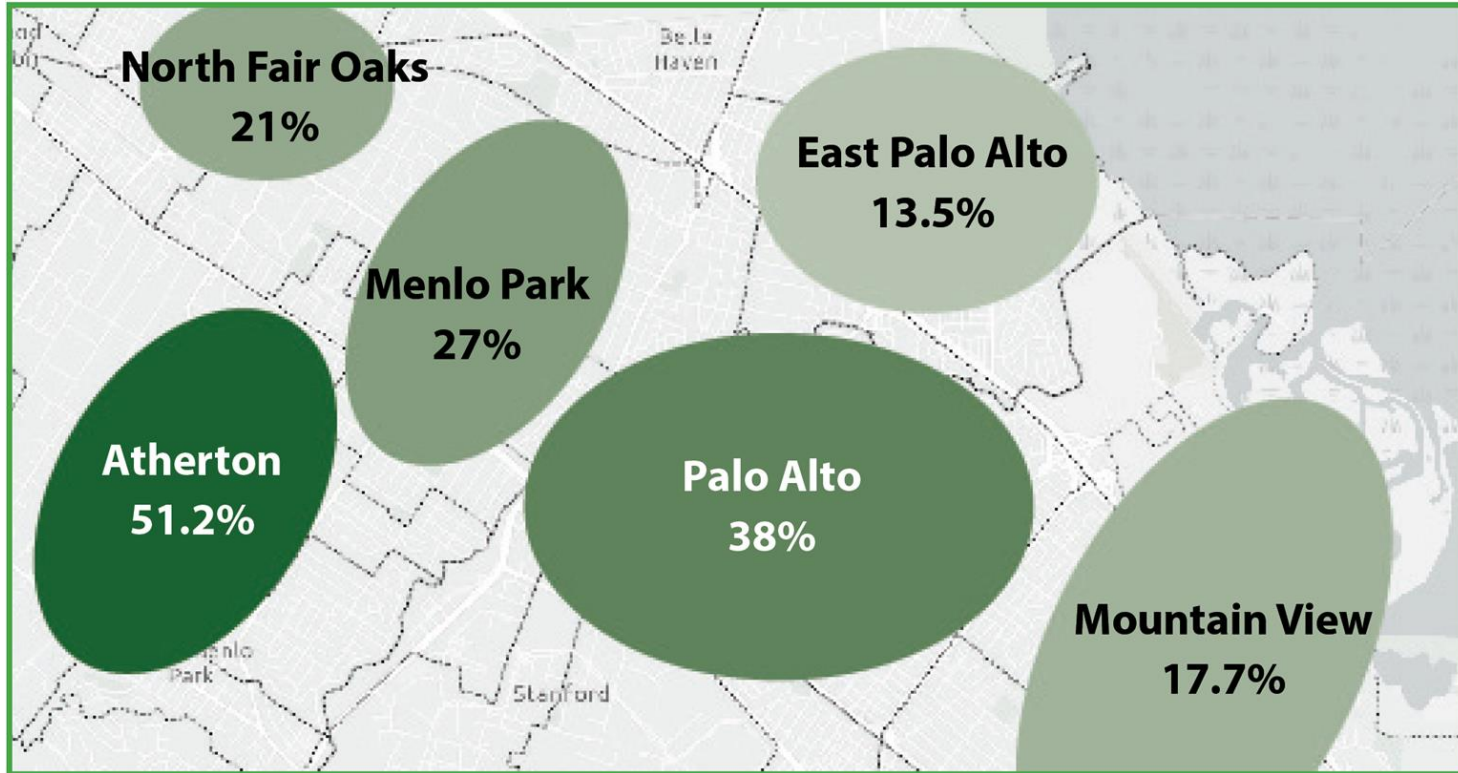 North Fair Oaks
21%
Belle
Haven
East Palo Alto
13.5%
Menlo Park
27%
Atherton
51.2%
Palo Alto
38%
Mountain View
17.7%
Park
Stanford